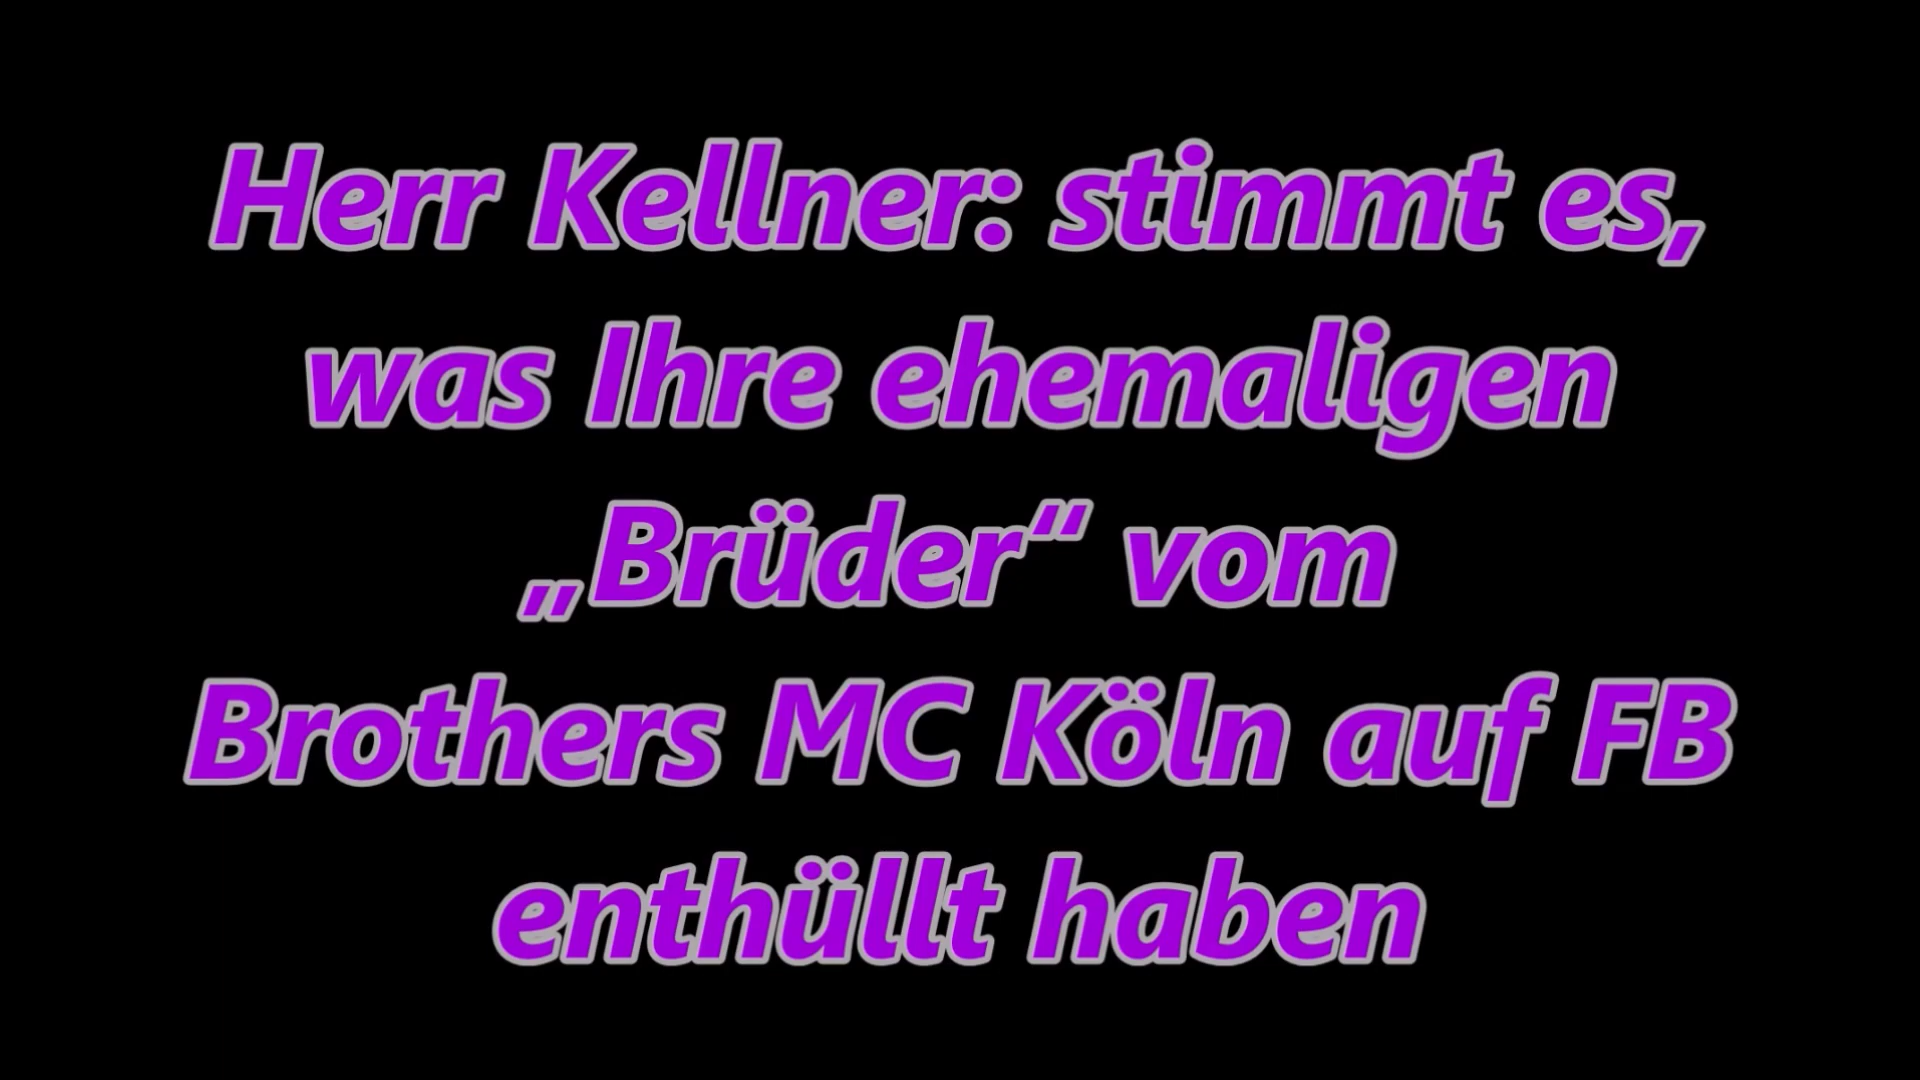 Herr Kellner: stimmt es,
was Ihre ehemaligen
„Brüder“ vom
Brothers MC Köln auf FB
enthüllt haben